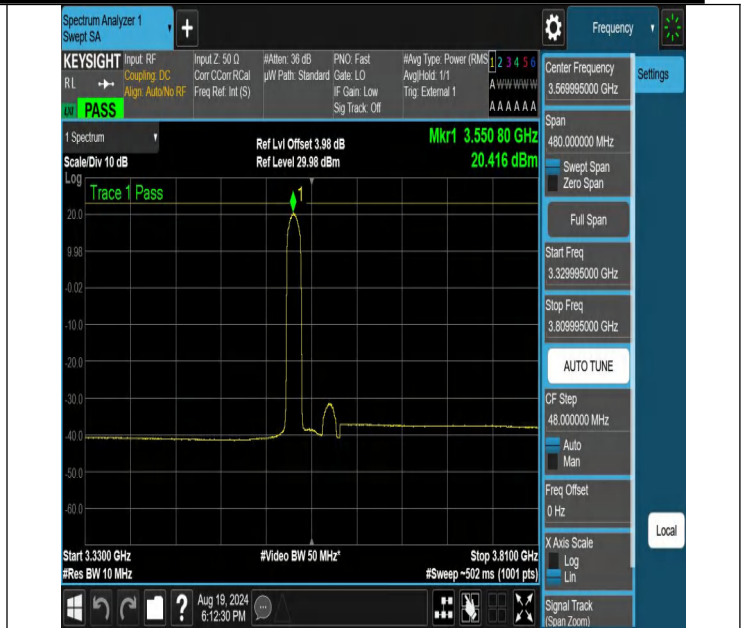 Spectrum Analyzer 1
Swept SA
+
Frequency
KEYSIGHT
RL
PASS
Input: RF
Coupling: DC
Align: Auto/No RF
Input Z: 50 Ω
Corr CCorr RCal
Freq Ref: Int (S)
#Atten: 36 dB
µW Path: Standard
PNO: Fast
Gate: LO
IF Gain: Low
Sig Track: Off
#Avg Type: Power (RMS
Avg|Hold: 1/1
Trig: External 1
1 2 3 4 5 6
A W W W W W
A A A A A A
1 Spectrum
Scale/Div 10 dB
Log
Ref Lvl Offset 3.98 dB
Ref Level 29.98 dBm
Mkr1 3.550 80 GHz
20.416 dBm
Trace 1 Pass
1
20.0
9.98
-0.02
-10.0
-20.0
-30.0
-40.0
-50.0
-60.0
Start 3.3300 GHz
#Res BW 10 MHz
#Video BW 50 MHz*
Stop 3.8100 GHz
#Sweep ~502 ms (1001 pts)
Center Frequency
3.569995000 GHz
Settings
Span
480.000000 MHz
Swept Span
Zero Span
Full Span
Start Freq
3.329995000 GHz
Stop Freq
3.809995000 GHz
AUTO TUNE
CF Step
48.000000 MHz
Auto
Man
Freq Offset
0 Hz
X Axis Scale
Log
Lin
Local
Signal Track
(Span Zoom)
?
Aug 19, 2024
6:12:30 PM